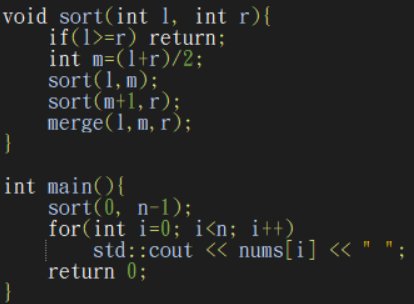 void sort(int l, int r){
    if(l>=r) return;
    int m=(l+r)/2;
    sort(l,m);
    sort(m+1,r);
    merge(l,m,r);
}

int main(){
    sort(0, n-1);
    for(int i=0; i<n; i++)
        std::cout << nums[i] << " ";
    return 0;
}